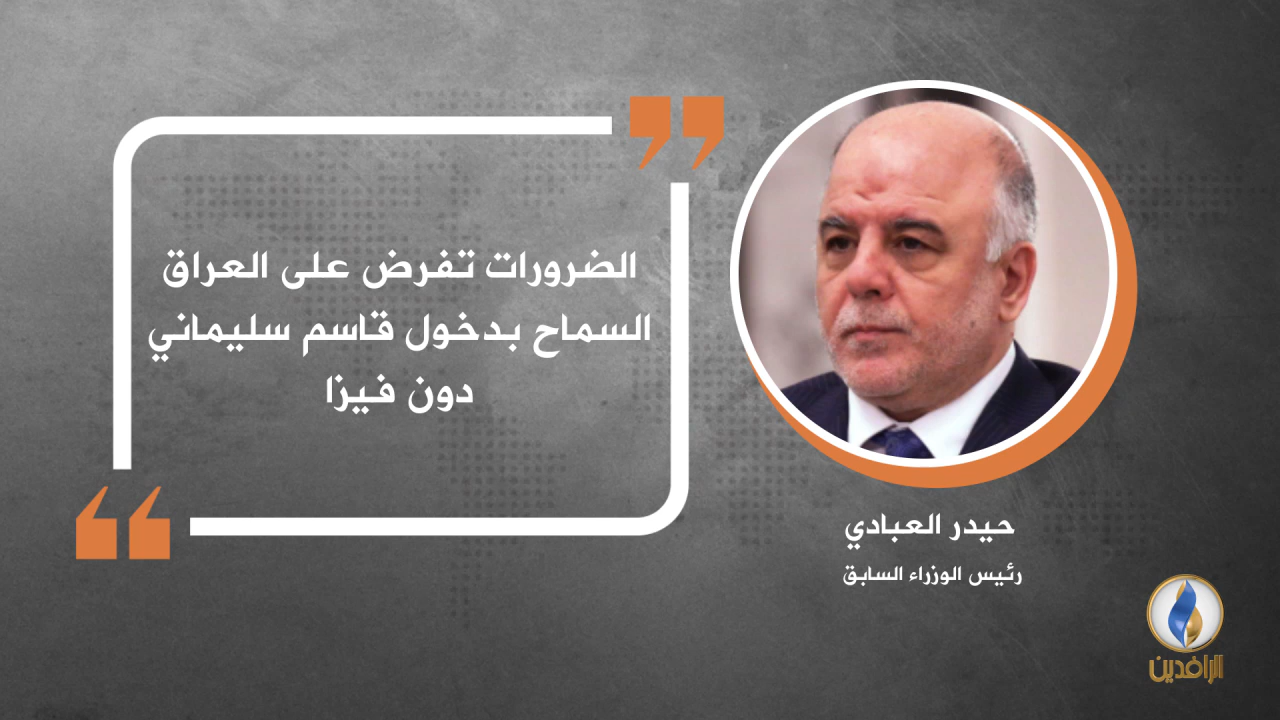 الضرورات تفرض على العراق
السماح بدخول قاسم سليماني
دون فيزا
حيدر العبادي
رئيس الوزراء السابق
الرافدين